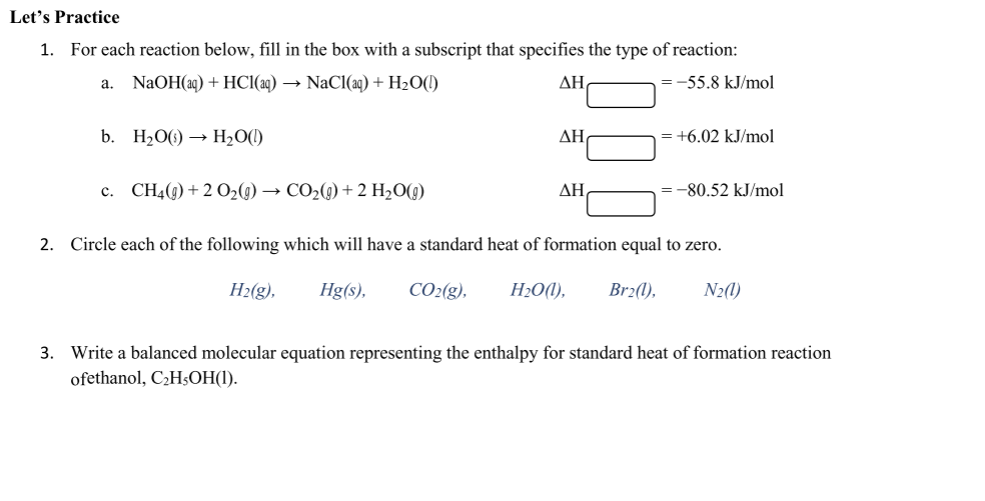 Let's Practice
1. For each reaction below, fill in the box with a subscript that specifies the type of reaction:
a. NaOH(aq) + HCl(aq) → NaCl(aq) + H₂O(l) ΔH = −55.8 kJ/mol
b. H₂O(s) → H₂O(l) ΔH = +6.02 kJ/mol
c. CH₄(g) + 2 O₂(g) → CO₂(g) + 2 H₂O(g) ΔH = −80.52 kJ/mol
2. Circle each of the following which will have a standard heat of formation equal to zero.
H₂(g), Hg(s), CO₂(g), H₂O(l), Br₂(l), N₂(l)
3. Write a balanced molecular equation representing the enthalpy for standard heat of formation reaction
ofethanol, C₂H₅OH(l).